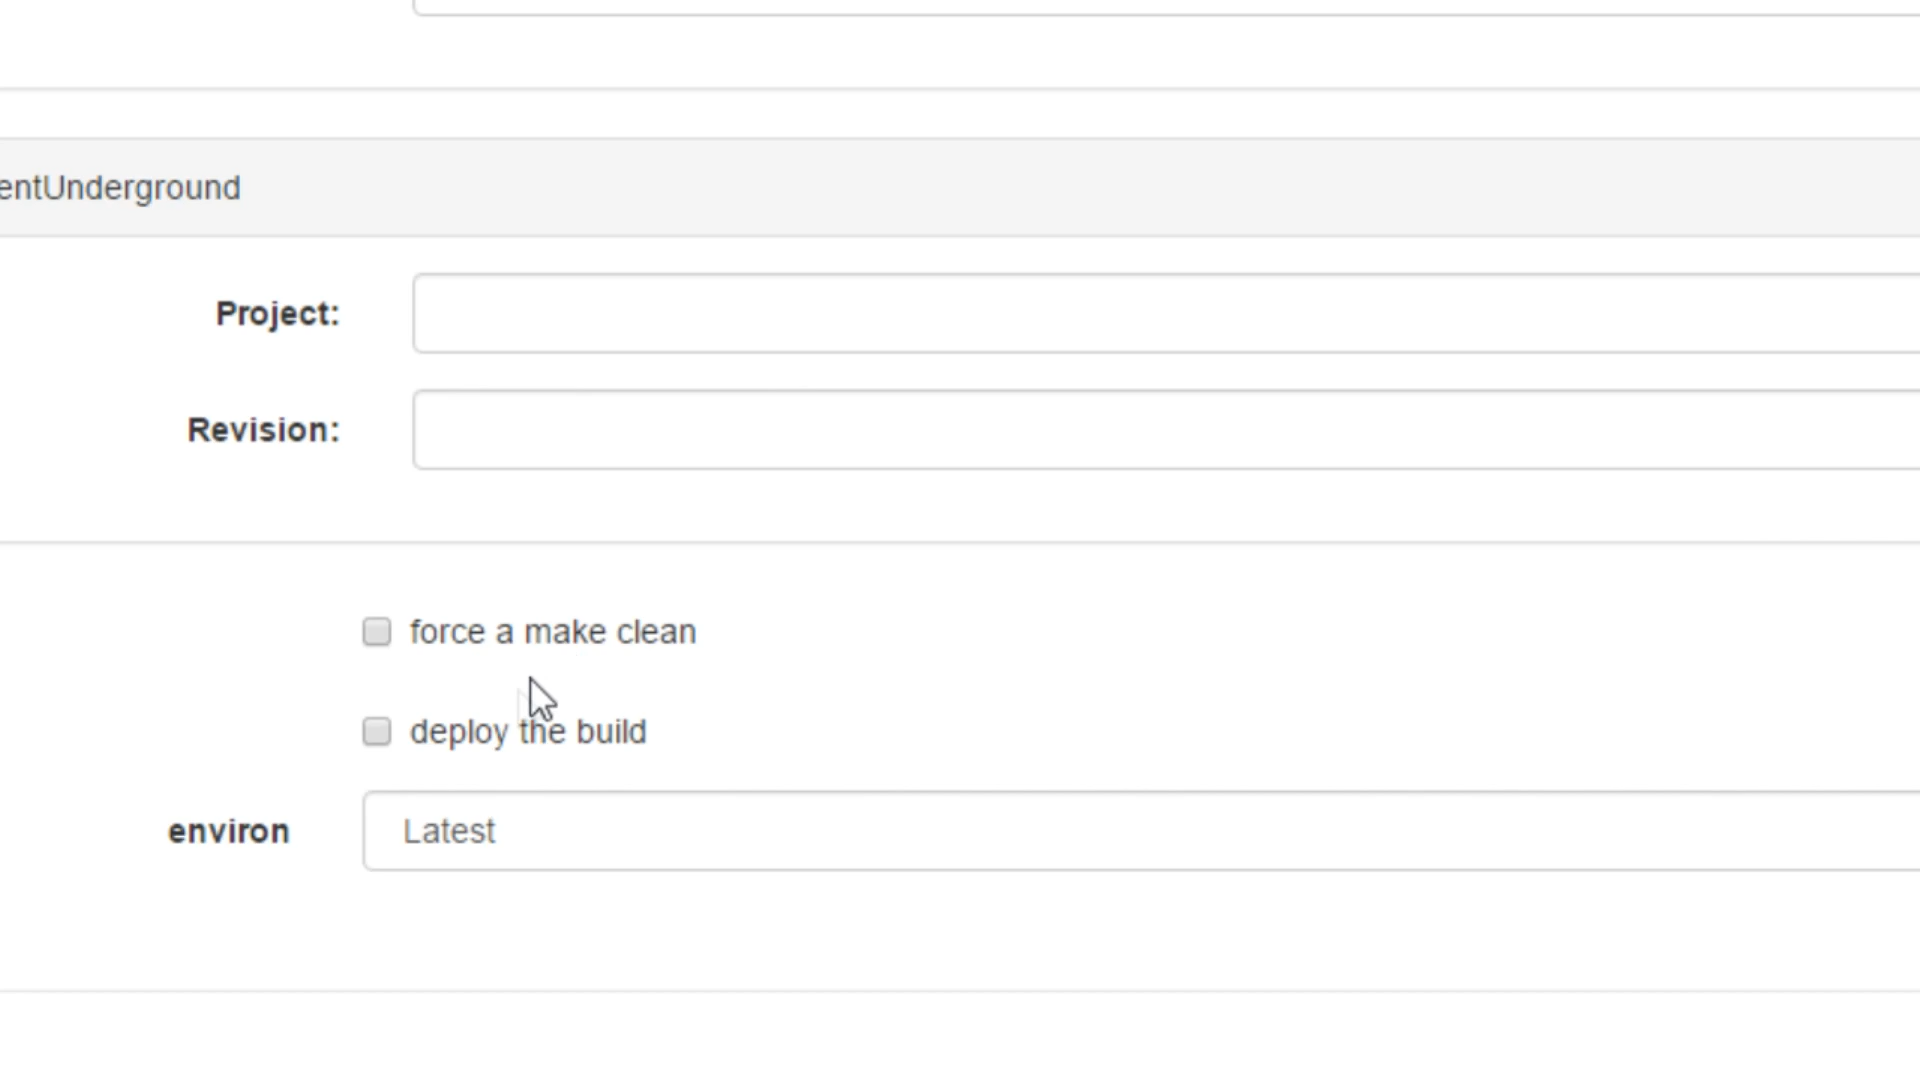 entUnderground
Project:
Revision:
force a make clean
deploy the build
environ
Latest